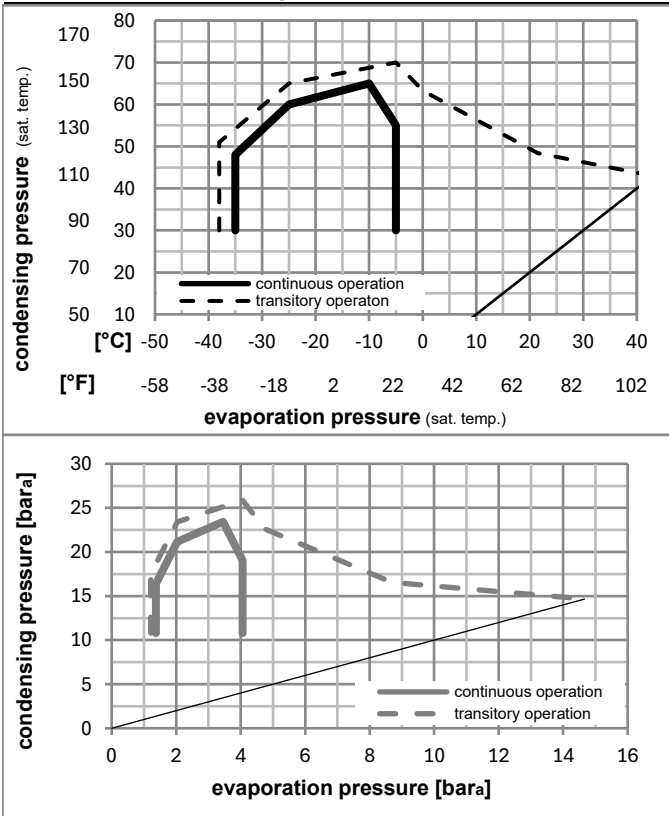 condensing pressure (sat. temp.)
170 80
70
150 60
130 50
110 40
90 30
70 20
50 10
continuous operation
transitory operaton
[°C] -50 -40 -30 -20 -10 0 10 20 30 40
[°F] -58 -38 -18 2 22 42 62 82 102
evaporation pressure (sat. temp.)
condensing pressure [bara]
30
25
20
15
10
5
0
continuous operation
transitory operation
0 2 4 6 8 10 12 14 16
evaporation pressure [bara]